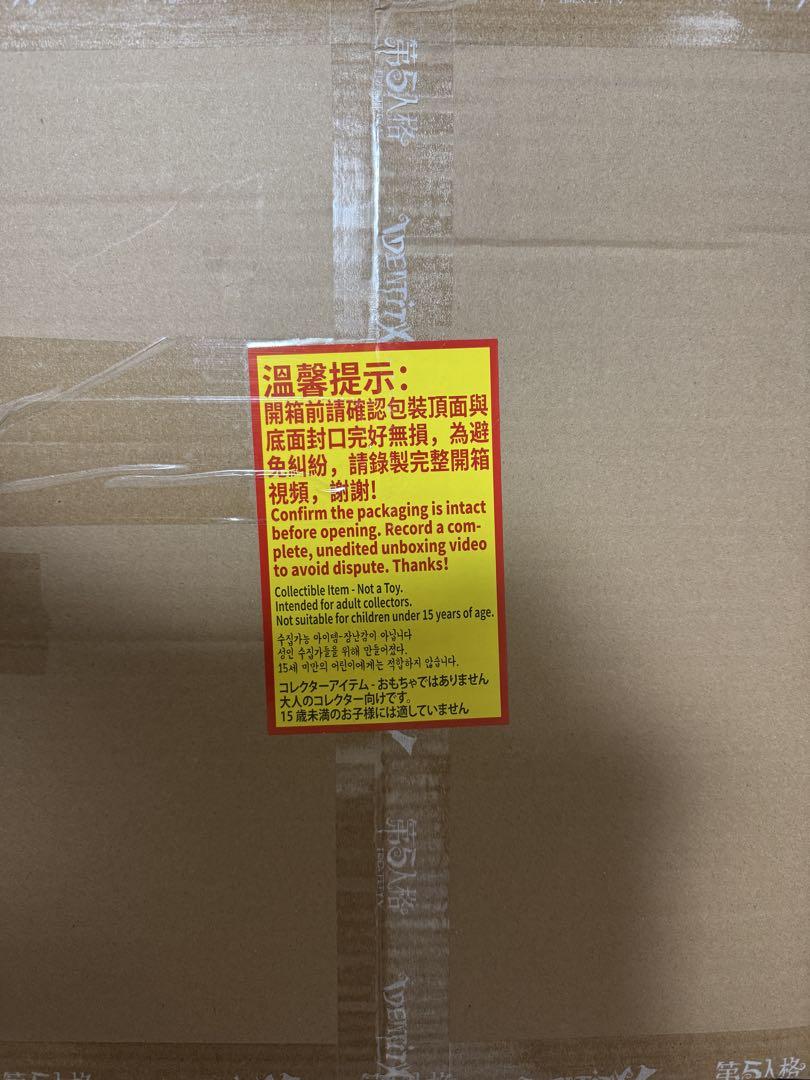 第5人格
IDENTITY
溫馨提示：
開箱前請確認包裝頂面與
底面封口完好無損，為避
免糾紛，請錄製完整開箱
視頻，謝謝！
Confirm the packaging is intact
before opening. Record a com-
plete, unedited unboxing video
to avoid dispute. Thanks!
Collectible Item - Not a Toy.
Intended for adult collectors.
Not suitable for children under 15 years of age.
수집가능 아이템-장난감이 아닙니다
성인 수집가들을 위해 만들어졌다.
15세 미만의 어린이에게는 적합하지 않습니다.
コレクターアイテム - おもちゃではありません
大人のコレクター向けです。
15 歳未満のお子様には適していません
第5人格
IDENTITY
第5人格